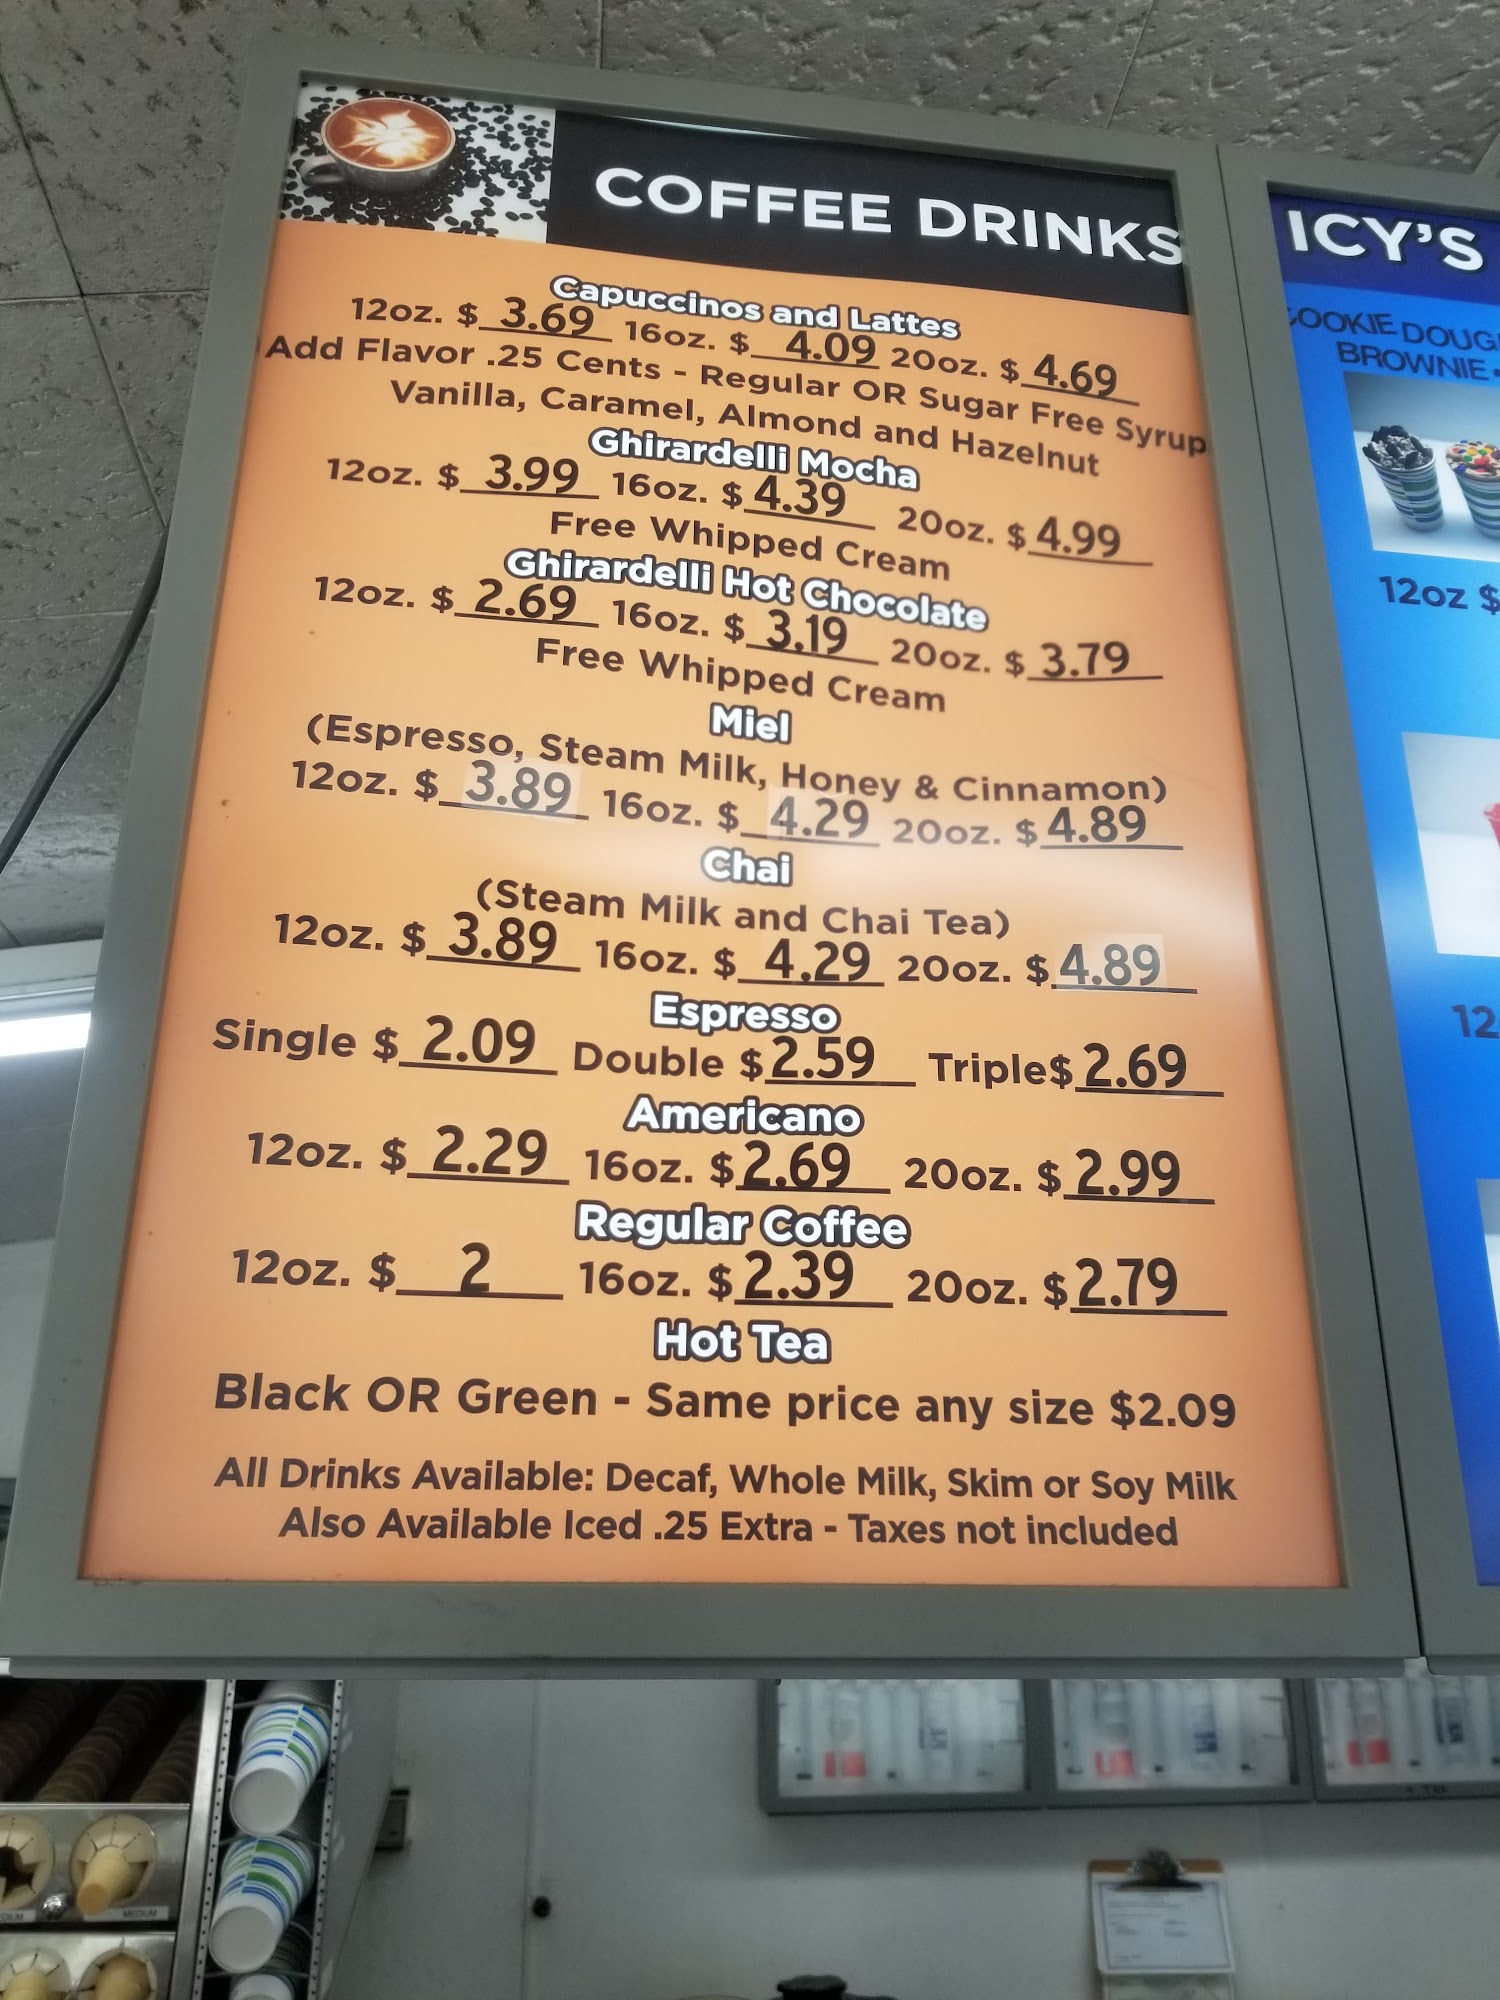 COFFEE DRINKS
Capuccinos and Lattes
12oz. $ 3.69 16oz. $ 4.09 20oz. $ 4.69
Add Flavor .25 Cents - Regular OR Sugar Free Syrup
Vanilla, Caramel, Almond and Hazelnut
Ghirardelli Mocha
12oz. $ 3.99 16oz. $ 4.39 20oz. $ 4.99
Free Whipped Cream
Ghirardelli Hot Chocolate
12oz. $ 2.69 16oz. $ 3.19 20oz. $ 3.79
Free Whipped Cream
Miel
(Espresso, Steam Milk, Honey & Cinnamon)
12oz. $ 3.89 16oz. $ 4.29 20oz. $ 4.89
Chai
(Steam Milk and Chai Tea)
12oz. $ 3.89 16oz. $ 4.29 20oz. $ 4.89
Espresso
Single $ 2.09 Double $ 2.59 Triple$ 2.69
Americano
12oz. $ 2.29 16oz. $ 2.69 20oz. $ 2.99
Regular Coffee
12oz. $ 2 16oz. $ 2.39 20oz. $ 2.79
Hot Tea
Black OR Green - Same price any size $2.09
All Drinks Available: Decaf, Whole Milk, Skim or Soy Milk
Also Available Iced .25 Extra - Taxes not included
ICY'S
OOKIE DOUG
BROWNIE
12oz $
12
MEDIUM